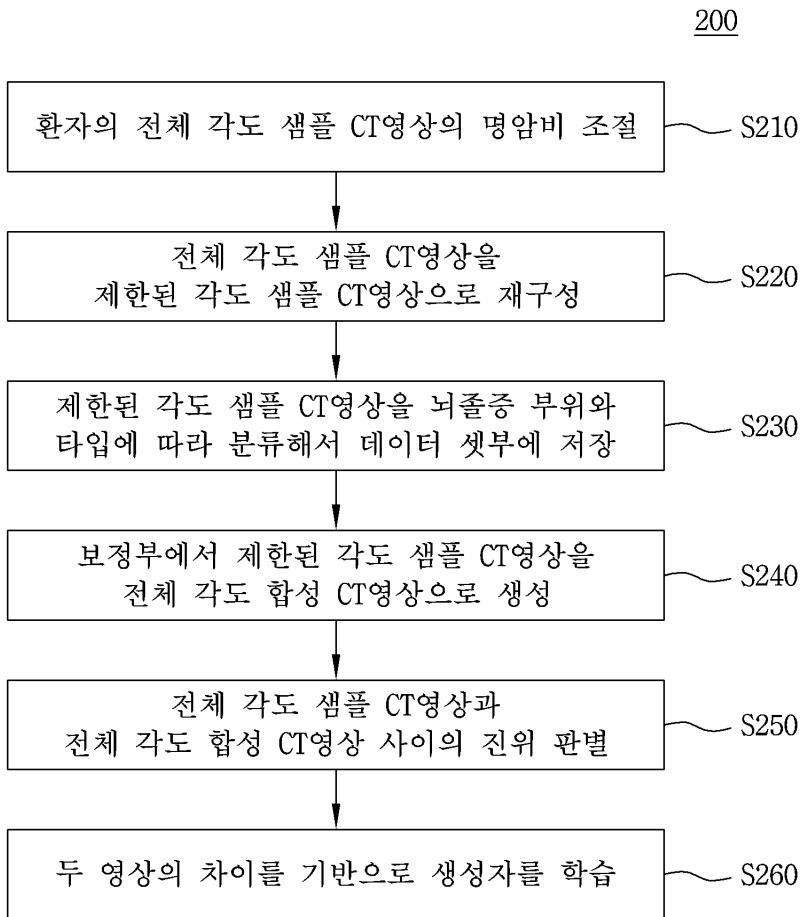 200
환자의 전체 각도 샘플 CT영상의 명암비 조절
S210
전체 각도 샘플 CT영상을
제한된 각도 샘플 CT영상으로 재구성
S220
제한된 각도 샘플 CT영상을 뇌졸증 부위와
타입에 따라 분류해서 데이터 셋부에 저장
S230
보정부에서 제한된 각도 샘플 CT영상을
전체 각도 합성 CT영상으로 생성
S240
전체 각도 샘플 CT영상과
전체 각도 합성 CT영상 사이의 진위 판별
S250
두 영상의 차이를 기반으로 생성자를 학습
S260